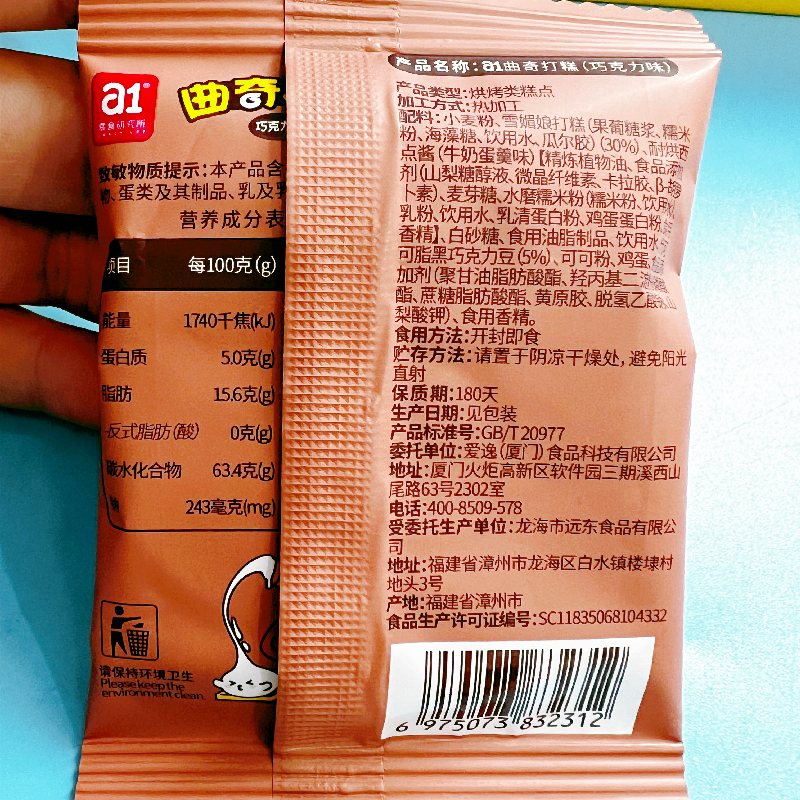 a1
零食研究所
曲奇
巧克力
致敏物质提示:本产品含
物、蛋类及其制品、乳及乳
营养成分表
项目 每100克(g)
能量 1740千焦(kJ)
蛋白质 5.0克(g)
脂肪 15.6克(g)
-反式脂肪(酸) 0克(g)
碳水化合物 63.4克(g)
钠 243毫克(mg)
请保持环境卫生
Please keep the
environment clean.
产品名称:a1曲奇打糕(巧克力味)
产品类型:烘烤类糕点
加工方式:热加工
配料:小麦粉、雪媚娘打糕(果葡糖浆、糯米
粉、海藻糖、饮用水、瓜尔胶)(30%)、耐烘焙
点酱(牛奶蛋羹味)【精炼植物油、食品添加
剂(山梨糖醇液、微晶纤维素、卡拉胶、β-胡萝
卜素)、麦芽糖、水磨糯米粉(糯米粉、饮用水)、
乳粉、饮用水、乳清蛋白粉、鸡蛋蛋白粉、
香精】、白砂糖、食用油脂制品、饮用水、
可脂黑巧克力豆(5%)、可可粉、鸡蛋、食
加剂(聚甘油脂肪酸酯、羟丙基二淀粉
酯、蔗糖脂肪酸酯、黄原胶、脱氢乙酸、山
梨酸钾)、食用香精。
食用方法:开封即食
贮存方法:请置于阴凉干燥处,避免阳光
直射
保质期:180天
生产日期:见包装
产品标准号:GB/T 20977
委托单位:爱逸(厦门)食品科技有限公司
地址:厦门火炬高新区软件园三期溪西山
尾路63号2302室
电话:400-8509-578
受委托生产单位:龙海市远东食品有限公
司
地址:福建省漳州市龙海区白水镇楼埭村
地头3号
产地:福建省漳州市
食品生产许可证编号:SC11835068104332
6 975073 832312